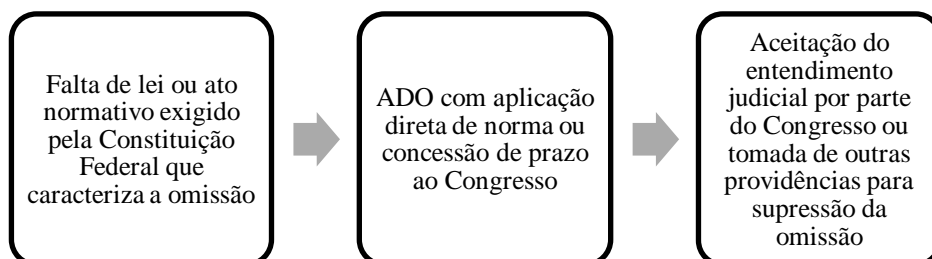 Falta de lei ou ato
normativo exigido
pela Constituição
Federal que
caracteriza a omissão
ADO com aplicação
direta de norma ou
concessão de prazo
ao Congresso
Aceitação do
entendimento
judicial por parte
do Congresso ou
tomada de outras
providências para
supressão da
omissão